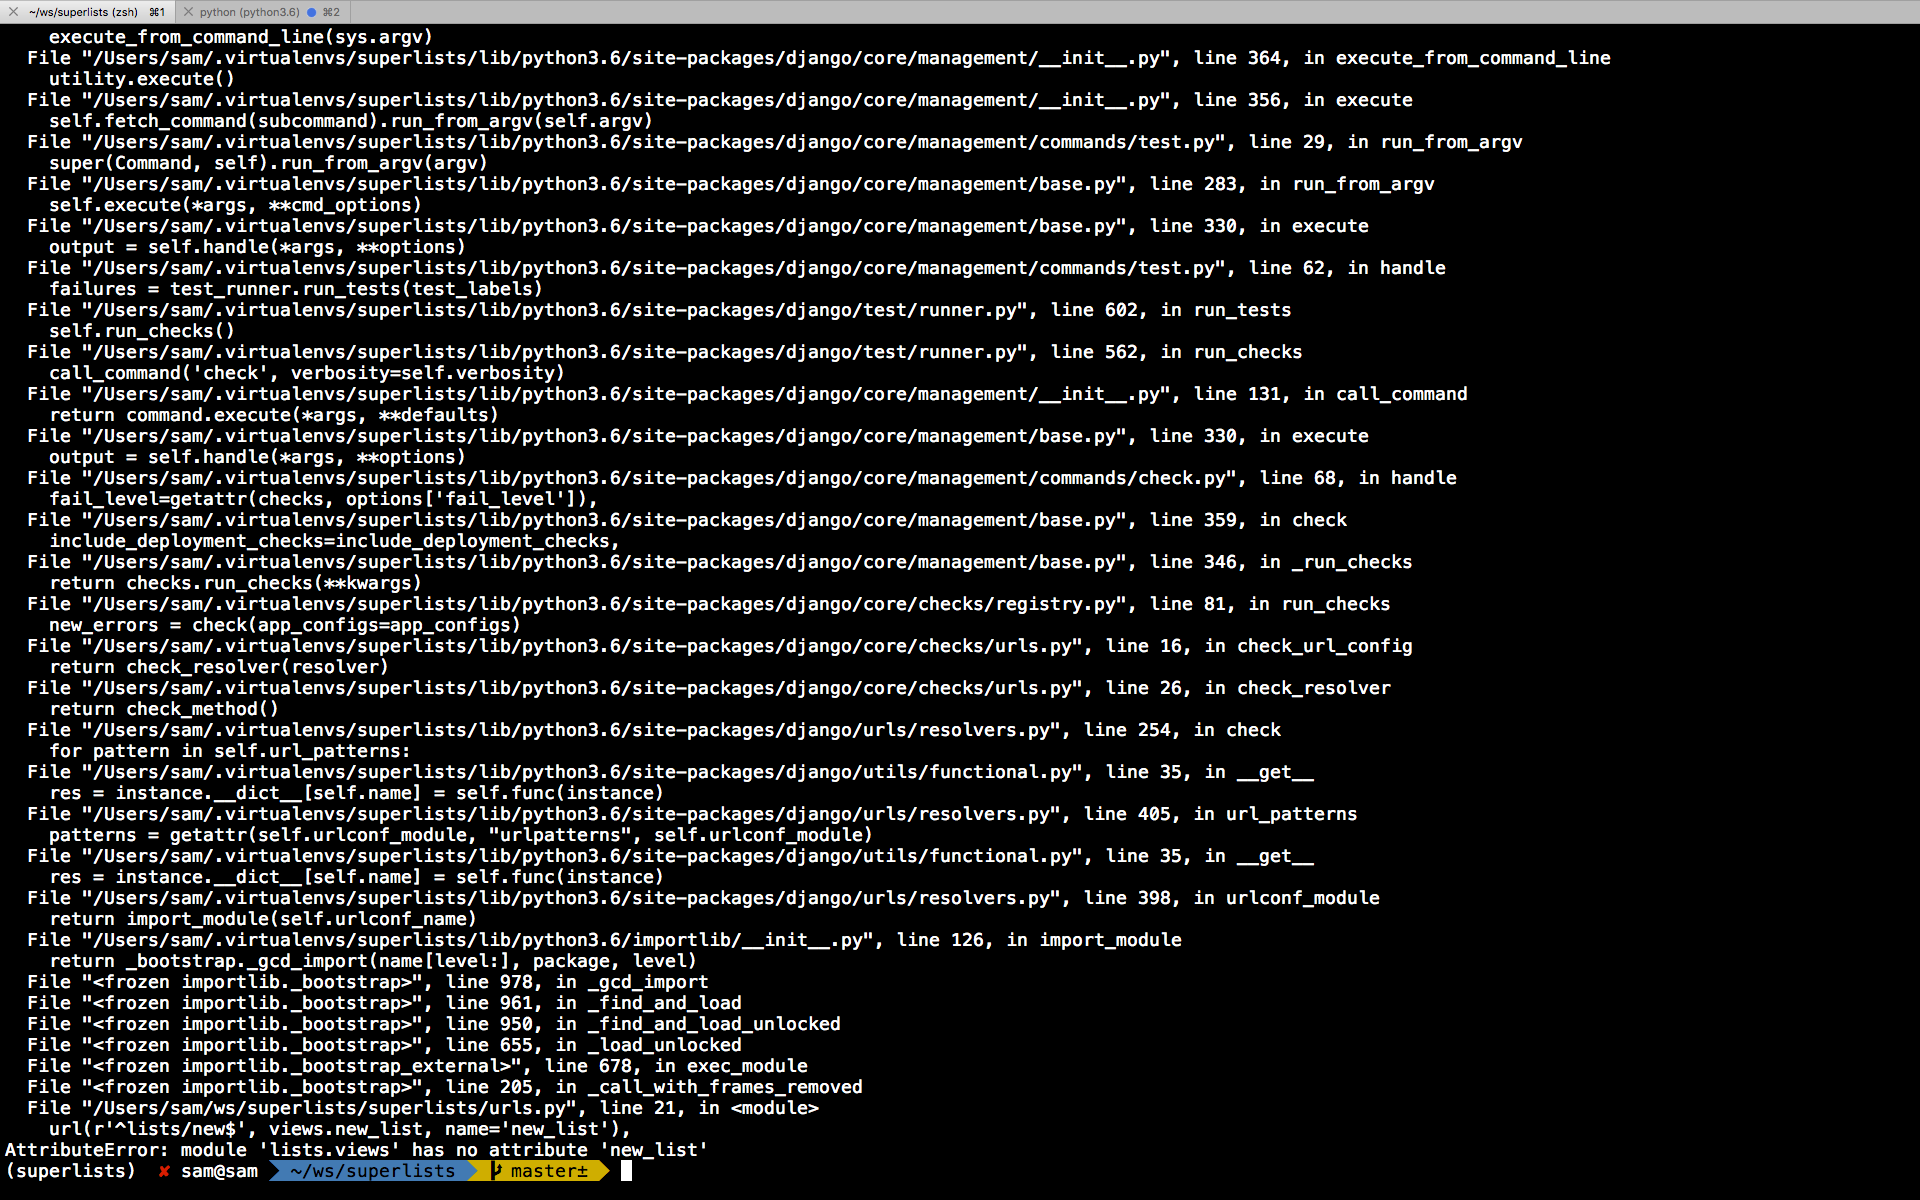 ~/ws/superlists (zsh) ⌘1 python (python3.6) ⌘2
execute_from_command_line(sys.argv)
File "/Users/sam/.virtualenvs/superlists/lib/python3.6/site-packages/django/core/management/__init__.py", line 364, in execute_from_command_line
utility.execute()
File "/Users/sam/.virtualenvs/superlists/lib/python3.6/site-packages/django/core/management/__init__.py", line 356, in execute
self.fetch_command(subcommand).run_from_argv(self.argv)
File "/Users/sam/.virtualenvs/superlists/lib/python3.6/site-packages/django/core/management/commands/test.py", line 29, in run_from_argv
super(Command, self).run_from_argv(argv)
File "/Users/sam/.virtualenvs/superlists/lib/python3.6/site-packages/django/core/management/base.py", line 283, in run_from_argv
self.execute(*args, **cmd_options)
File "/Users/sam/.virtualenvs/superlists/lib/python3.6/site-packages/django/core/management/base.py", line 330, in execute
output = self.handle(*args, **options)
File "/Users/sam/.virtualenvs/superlists/lib/python3.6/site-packages/django/core/management/commands/test.py", line 62, in handle
failures = test_runner.run_tests(test_labels)
File "/Users/sam/.virtualenvs/superlists/lib/python3.6/site-packages/django/test/runner.py", line 602, in run_tests
self.run_checks()
File "/Users/sam/.virtualenvs/superlists/lib/python3.6/site-packages/django/test/runner.py", line 562, in run_checks
call_command('check', verbosity=self.verbosity)
File "/Users/sam/.virtualenvs/superlists/lib/python3.6/site-packages/django/core/management/__init__.py", line 131, in call_command
return command.execute(*args, **defaults)
File "/Users/sam/.virtualenvs/superlists/lib/python3.6/site-packages/django/core/management/base.py", line 330, in execute
output = self.handle(*args, **options)
File "/Users/sam/.virtualenvs/superlists/lib/python3.6/site-packages/django/core/management/commands/check.py", line 68, in handle
fail_level=getattr(checks, options['fail_level']),
File "/Users/sam/.virtualenvs/superlists/lib/python3.6/site-packages/django/core/management/base.py", line 359, in check
include_deployment_checks=include_deployment_checks,
File "/Users/sam/.virtualenvs/superlists/lib/python3.6/site-packages/django/core/management/base.py", line 346, in _run_checks
return checks.run_checks(**kwargs)
File "/Users/sam/.virtualenvs/superlists/lib/python3.6/site-packages/django/core/checks/registry.py", line 81, in run_checks
new_errors = check(app_configs=app_configs)
File "/Users/sam/.virtualenvs/superlists/lib/python3.6/site-packages/django/core/checks/urls.py", line 16, in check_url_config
return check_resolver(resolver)
File "/Users/sam/.virtualenvs/superlists/lib/python3.6/site-packages/django/core/checks/urls.py", line 26, in check_resolver
return check_method()
File "/Users/sam/.virtualenvs/superlists/lib/python3.6/site-packages/django/urls/resolvers.py", line 254, in check
for pattern in self.url_patterns:
File "/Users/sam/.virtualenvs/superlists/lib/python3.6/site-packages/django/utils/functional.py", line 35, in __get__
res = instance.__dict__[self.name] = self.func(instance)
File "/Users/sam/.virtualenvs/superlists/lib/python3.6/site-packages/django/urls/resolvers.py", line 405, in url_patterns
patterns = getattr(self.urlconf_module, "urlpatterns", self.urlconf_module)
File "/Users/sam/.virtualenvs/superlists/lib/python3.6/site-packages/django/utils/functional.py", line 35, in __get__
res = instance.__dict__[self.name] = self.func(instance)
File "/Users/sam/.virtualenvs/superlists/lib/python3.6/site-packages/django/urls/resolvers.py", line 398, in urlconf_module
return import_module(self.urlconf_name)
File "/Users/sam/.virtualenvs/superlists/lib/python3.6/importlib/__init__.py", line 126, in import_module
return _bootstrap._gcd_import(name[level:], package, level)
File "<frozen importlib._bootstrap>", line 978, in _gcd_import
File "<frozen importlib._bootstrap>", line 961, in _find_and_load
File "<frozen importlib._bootstrap>", line 950, in _find_and_load_unlocked
File "<frozen importlib._bootstrap>", line 655, in _load_unlocked
File "<frozen importlib._bootstrap_external>", line 678, in exec_module
File "<frozen importlib._bootstrap>", line 205, in _call_with_frames_removed
File "/Users/sam/ws/superlists/superlists/urls.py", line 21, in <module>
url(r'^lists/new$', views.new_list, name='new_list'),
AttributeError: module 'lists.views' has no attribute 'new_list'
(superlists) ✘ sam@sam ~/ws/superlists master±